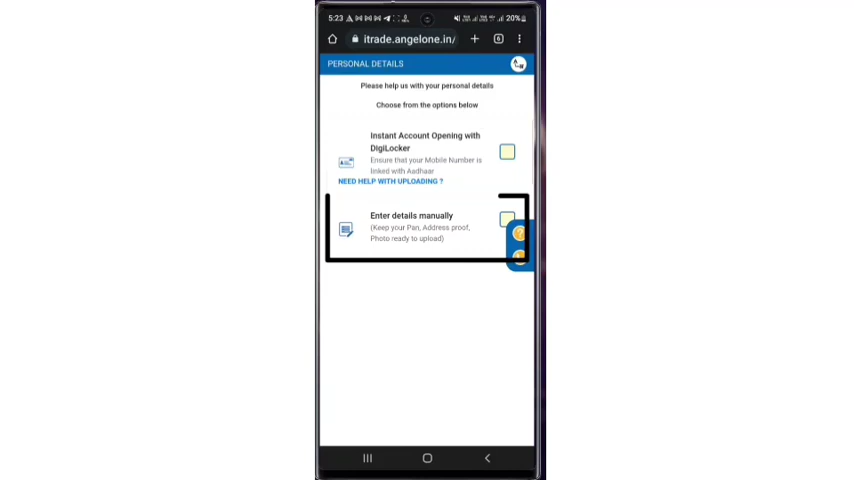 5:23
20%
itrade.angelone.in/
6
PERSONAL DETAILS
Please help us with your personal details
Choose from the options below
Instant Account Opening with
DigiLocker
Ensure that your Mobile Number is
linked with Aadhaar
NEED HELP WITH UPLOADING ?
Enter details manually
(Keep your Pan, Address proof,
Photo ready to upload)